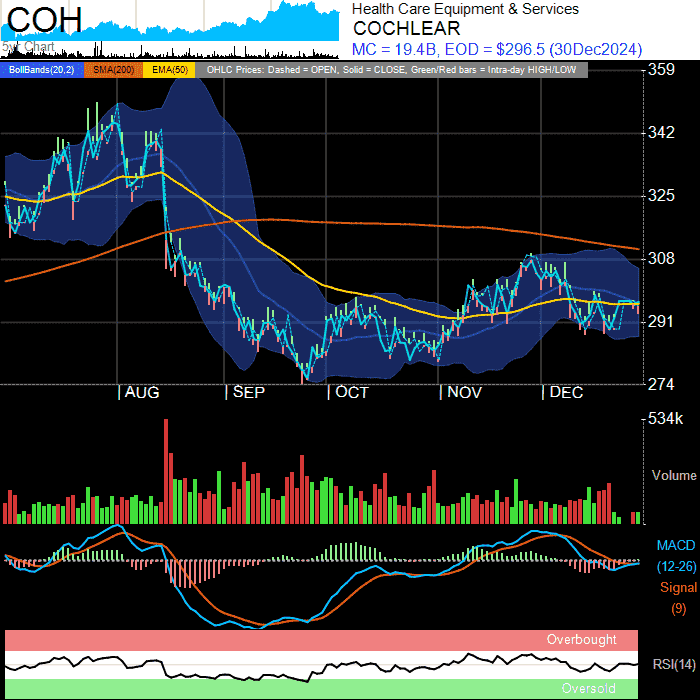 COH
5yr Chart
Health Care Equipment & Services
COCHLEAR
MC = 19.4B, EOD = $296.5 (30Dec2024)
BollBands(20,2) SMA(200) EMA(50) OHLC Prices: Dashed = OPEN, Solid = CLOSE, Green/Red bars = Intra-day HIGH/LOW
359
342
325
308
291
274
AUG SEP OCT NOV DEC
534k
Volume
MACD
(12-26)
Signal
(9)
Overbought
RSI(14)
Oversold